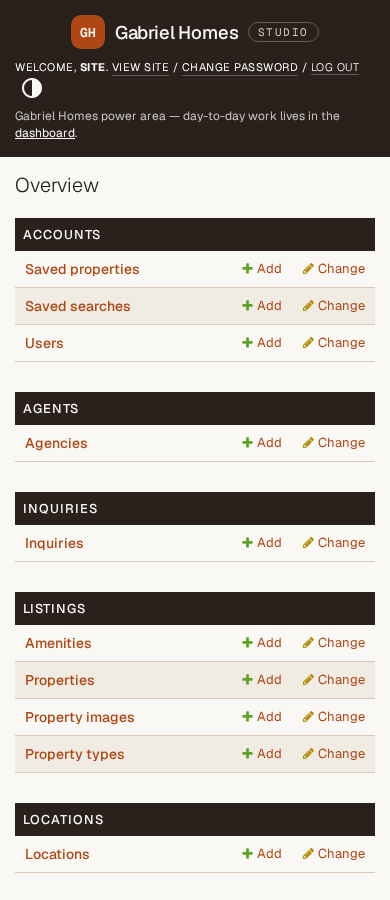 GH Gabriel Homes STUDIO
WELCOME, SITE. VIEW SITE / CHANGE PASSWORD / LOG OUT
Gabriel Homes power area — day-to-day work lives in the
dashboard.
Overview
ACCOUNTS
Saved properties Add Change
Saved searches Add Change
Users Add Change
AGENTS
Agencies Add Change
INQUIRIES
Inquiries Add Change
LISTINGS
Amenities Add Change
Properties Add Change
Property images Add Change
Property types Add Change
LOCATIONS
Locations Add Change